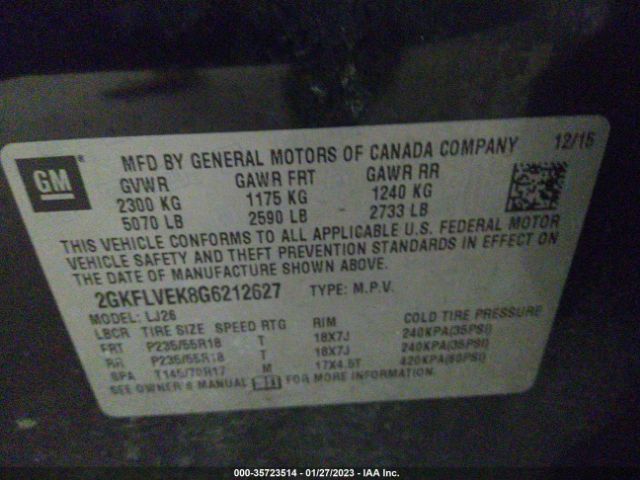 GM ®
MFD BY GENERAL MOTORS OF CANADA COMPANY 12/15
GVWR GAWR FRT GAWR RR
2300 KG 1175 KG 1240 KG
5070 LB 2590 LB 2733 LB
THIS VEHICLE CONFORMS TO ALL APPLICABLE U.S. FEDERAL MOTOR
VEHICLE SAFETY AND THEFT PREVENTION STANDARDS IN EFFECT ON
THE DATE OF MANUFACTURE SHOWN ABOVE.
2GKFLVEK8G6212627 TYPE: M.P.V.
MODEL: LJ26
LBCR TIRE SIZE SPEED RTG RIM COLD TIRE PRESSURE
FRT P235/55R18 T 18X7J 240KPA(35PSI)
RR P235/55R18 T 18X7J 240KPA(35PSI)
SPA T145/70R17 M 17X4.5T 420KPA(60PSI)
SEE OWNER'S MANUAL FOR MORE INFORMATION.
000-35723514 - 01/27/2023 - IAA Inc.